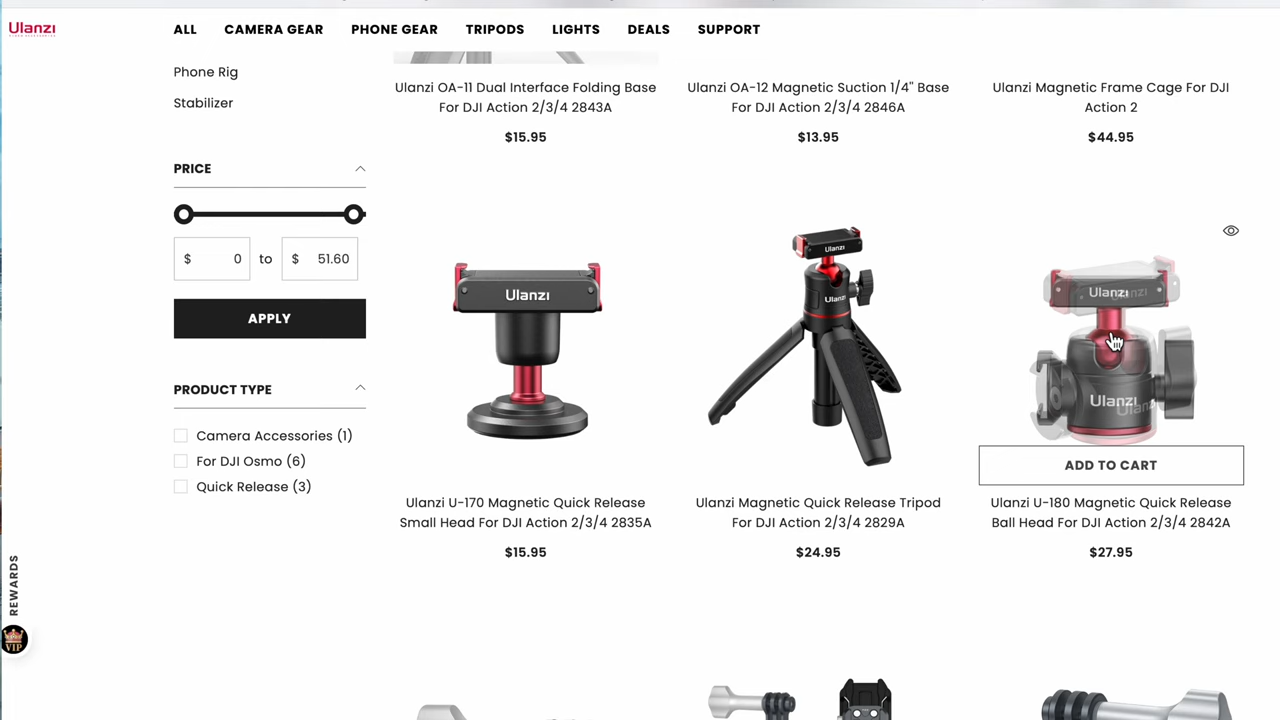 Ulanzi
ALL
CAMERA GEAR
PHONE GEAR
TRIPODS
LIGHTS
DEALS
SUPPORT
Phone Rig
Stabilizer
PRICE
$ 0 to $ 51.60
APPLY
PRODUCT TYPE
Camera Accessories (1)
For DJI Osmo (6)
Quick Release (3)
REWARDS
VIP
Ulanzi OA-11 Dual Interface Folding Base
For DJI Action 2/3/4 2843A
$15.95
Ulanzi OA-12 Magnetic Suction 1/4" Base
For DJI Action 2/3/4 2846A
$13.95
Ulanzi Magnetic Frame Cage For DJI
Action 2
$44.95
Ulanzi
Ulanzi U-170 Magnetic Quick Release
Small Head For DJI Action 2/3/4 2835A
$15.95
Ulanzi
Ulanzi
Ulanzi Magnetic Quick Release Tripod
For DJI Action 2/3/4 2829A
$24.95
Ulanzi
Ulanzi
Ulanzi
Ulanzi
ADD TO CART
Ulanzi U-180 Magnetic Quick Release
Ball Head For DJI Action 2/3/4 2842A
$27.95